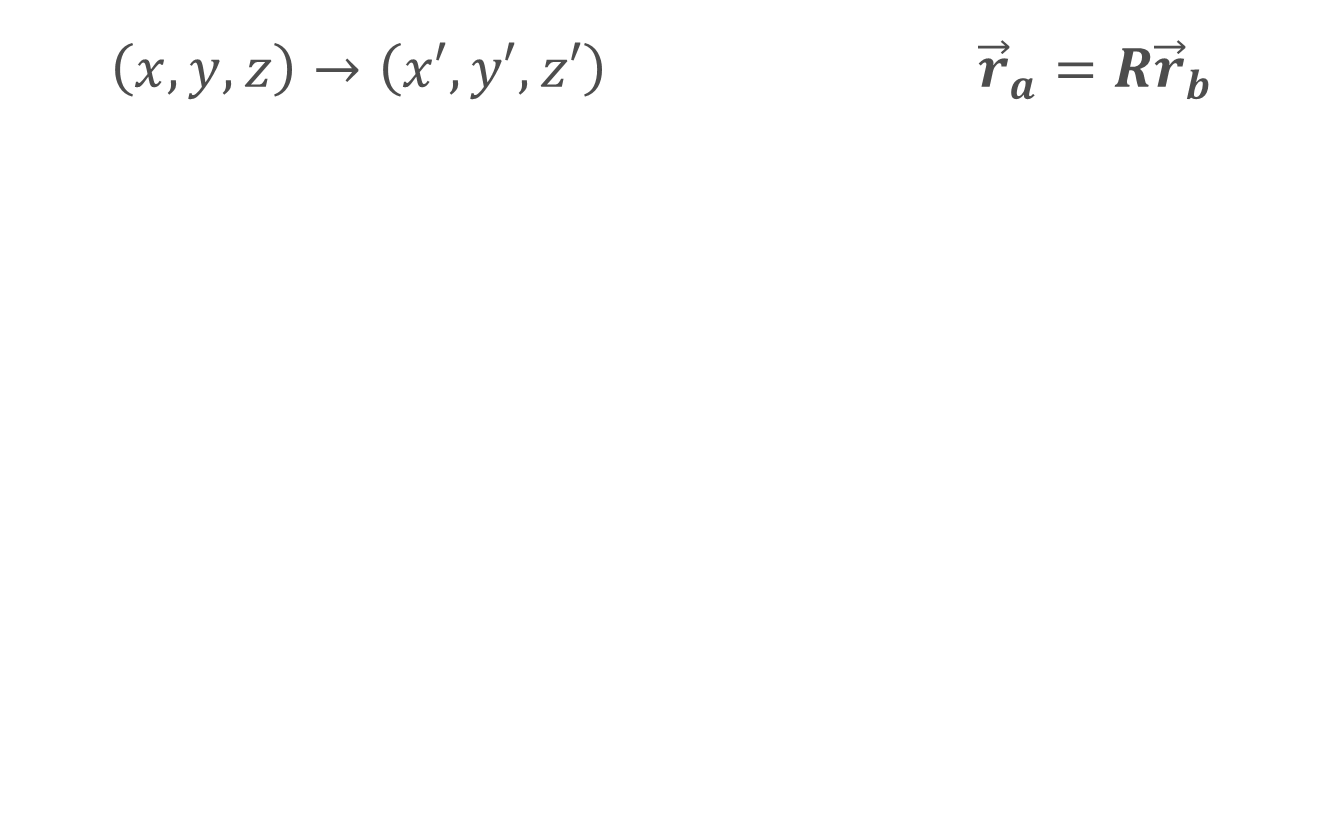 (x, y, z) → (x′, y′, z′)
r⃗ₐ = Rr⃗_b